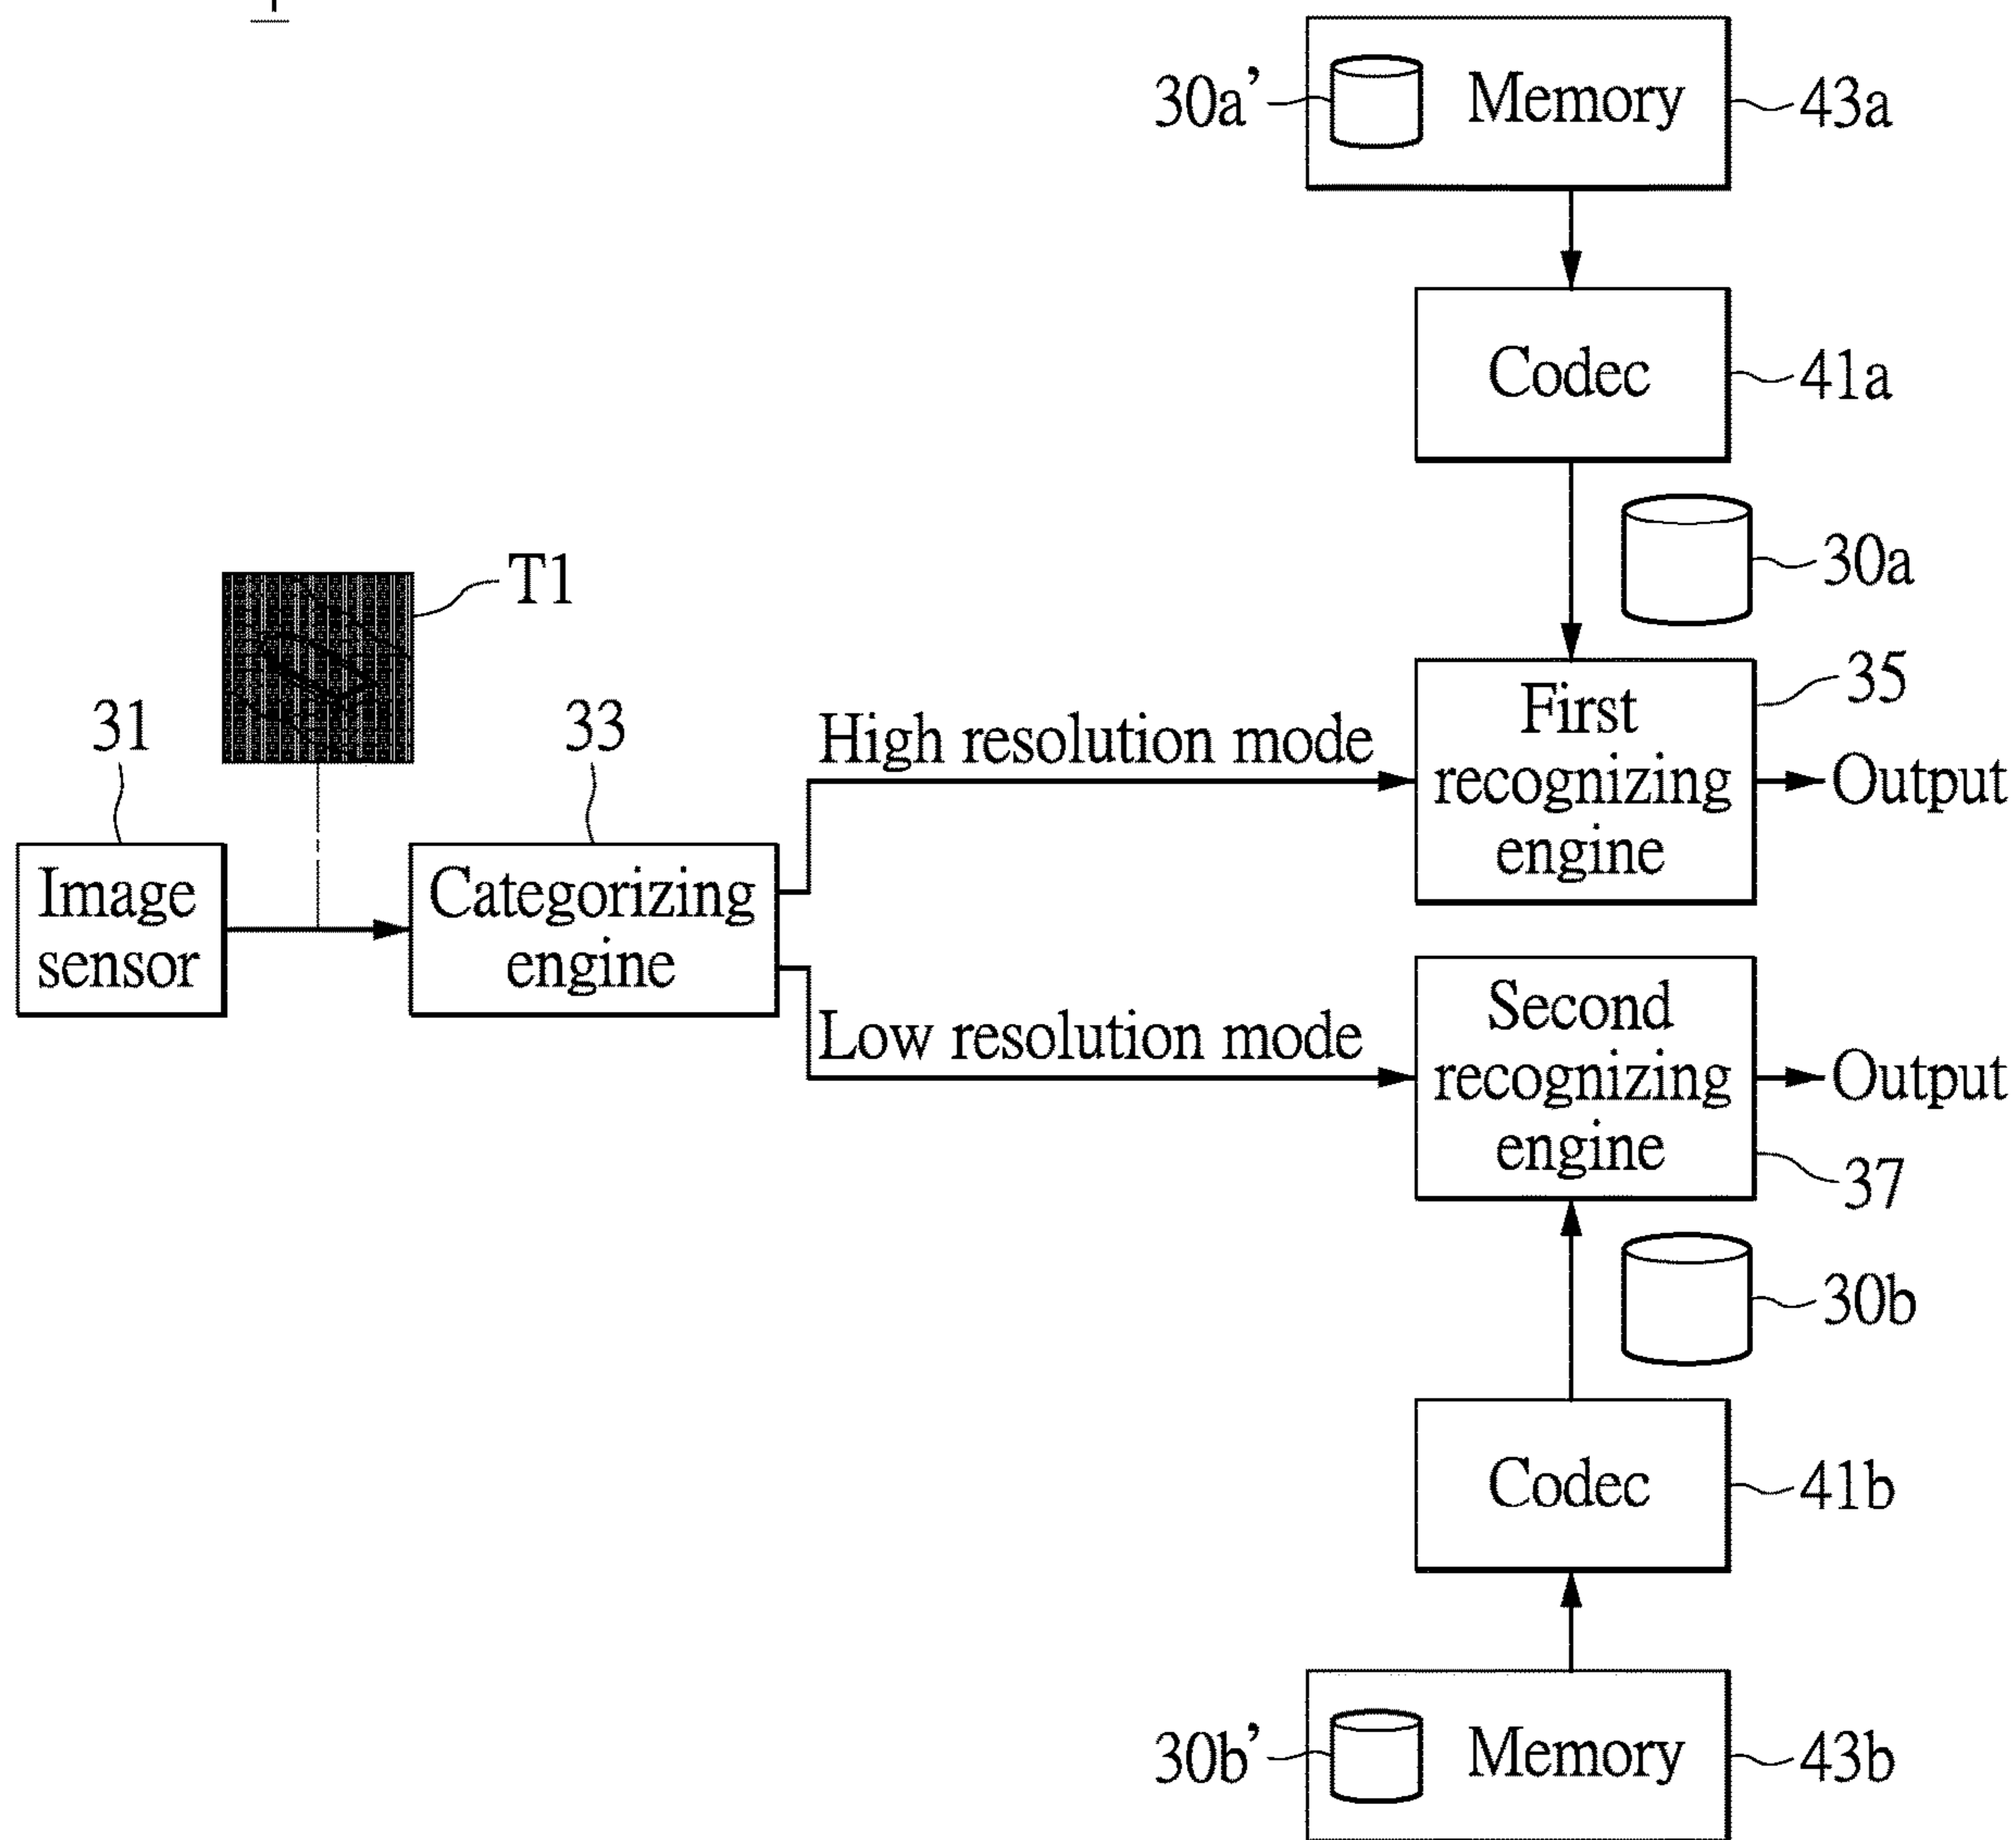 30a’
Memory
43a
Codec
41a
30a
T1
31
33
35
High resolution mode
First
recognizing
engine
Output
Image
sensor
Categorizing
engine
Low resolution mode
Second
recognizing
engine
Output
37
30b
Codec
41b
30b’
Memory
43b